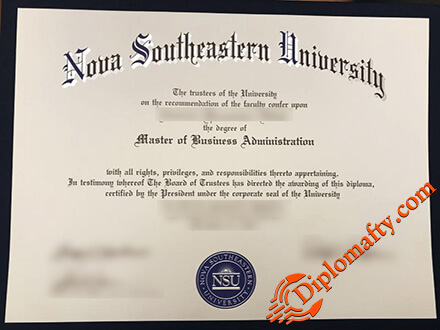 Nova Southeastern University
The trustees of the University
on the recommendation of the faculty confer upon
the degree of
Master of Business Administration
with all rights, privileges, and responsibilities thereto appertaining.
In testimony whereof The Board of Trustees has directed the awarding of this diploma,
certified by the President under the corporate seal of the University
NOVA SOUTHEASTERN
NSU
UNIVERSITY
Diplomafty.com